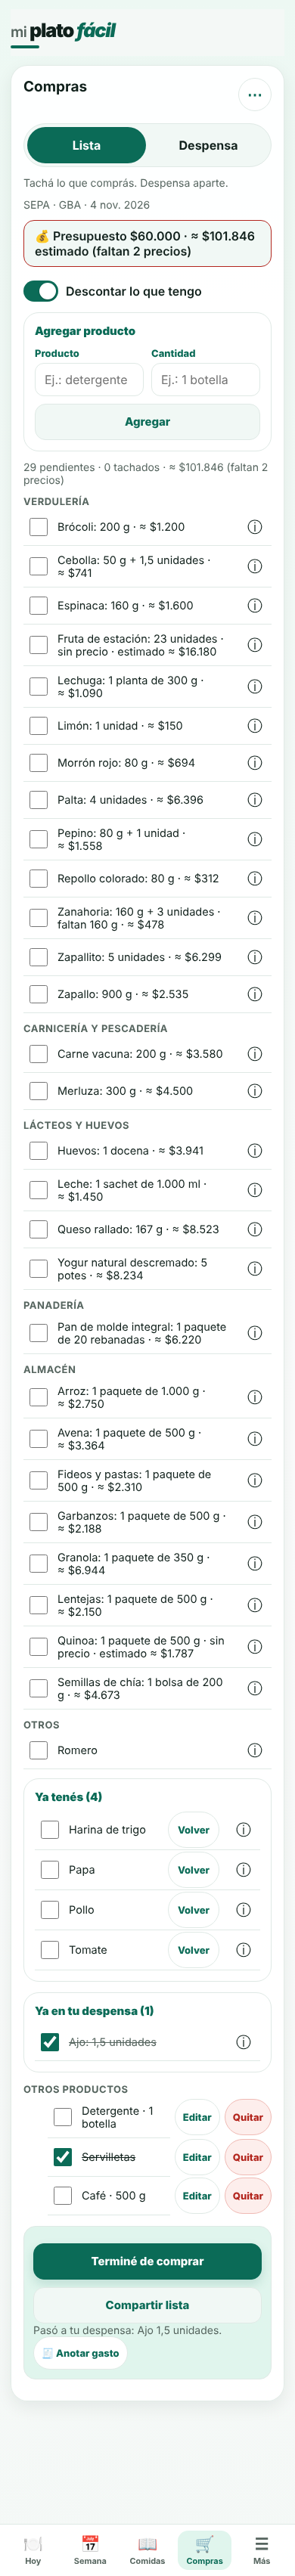 mi plato fácil
Compras
...
Lista
Despensa
Tachá lo que comprás. Despensa aparte.
SEPA · GBA · 4 nov. 2026
💰 Presupuesto $60.000 · ≈ $101.846
estimado (faltan 2 precios)
Descontar lo que tengo
Agregar producto
Producto
Cantidad
Ej.: detergente
Ej.: 1 botella
Agregar
29 pendientes · 0 tachados · ≈ $101.846 (faltan 2
precios)
VERDULERÍA
Brócoli: 200 g · ≈ $1.200
Cebolla: 50 g + 1,5 unidades ·
≈ $741
Espinaca: 160 g · ≈ $1.600
Fruta de estación: 23 unidades ·
sin precio · estimado ≈ $16.180
Lechuga: 1 planta de 300 g ·
≈ $1.090
Limón: 1 unidad · ≈ $150
Morrón rojo: 80 g · ≈ $694
Palta: 4 unidades · ≈ $6.396
Pepino: 80 g + 1 unidad ·
≈ $1.558
Repollo colorado: 80 g · ≈ $312
Zanahoria: 160 g + 3 unidades ·
faltan 160 g · ≈ $478
Zapallito: 5 unidades · ≈ $6.299
Zapallo: 900 g · ≈ $2.535
CARNICERÍA Y PESCADERÍA
Carne vacuna: 200 g · ≈ $3.580
Merluza: 300 g · ≈ $4.500
LÁCTEOS Y HUEVOS
Huevos: 1 docena · ≈ $3.941
Leche: 1 sachet de 1.000 ml ·
≈ $1.450
Queso rallado: 167 g · ≈ $8.523
Yogur natural descremado: 5
potes · ≈ $8.234
PANADERÍA
Pan de molde integral: 1 paquete
de 20 rebanadas · ≈ $6.220
ALMACÉN
Arroz: 1 paquete de 1.000 g ·
≈ $2.750
Avena: 1 paquete de 500 g ·
≈ $3.364
Fideos y pastas: 1 paquete de
500 g · ≈ $2.310
Garbanzos: 1 paquete de 500 g ·
≈ $2.188
Granola: 1 paquete de 350 g ·
≈ $6.944
Lentejas: 1 paquete de 500 g ·
≈ $2.150
Quinoa: 1 paquete de 500 g · sin
precio · estimado ≈ $1.787
Semillas de chía: 1 bolsa de 200
g · ≈ $4.673
OTROS
Romero
Ya tenés (4)
Harina de trigo
Volver
Papa
Volver
Pollo
Volver
Tomate
Volver
Ya en tu despensa (1)
Ajo: 1,5 unidades
OTROS PRODUCTOS
Detergente · 1
botella
Editar
Quitar
Servilletas
Editar
Quitar
Café · 500 g
Editar
Quitar
Terminé de comprar
Compartir lista
Pasó a tu despensa: Ajo 1,5 unidades.
🧾 Anotar gasto
Hoy
Semana
Comidas
Compras
Más